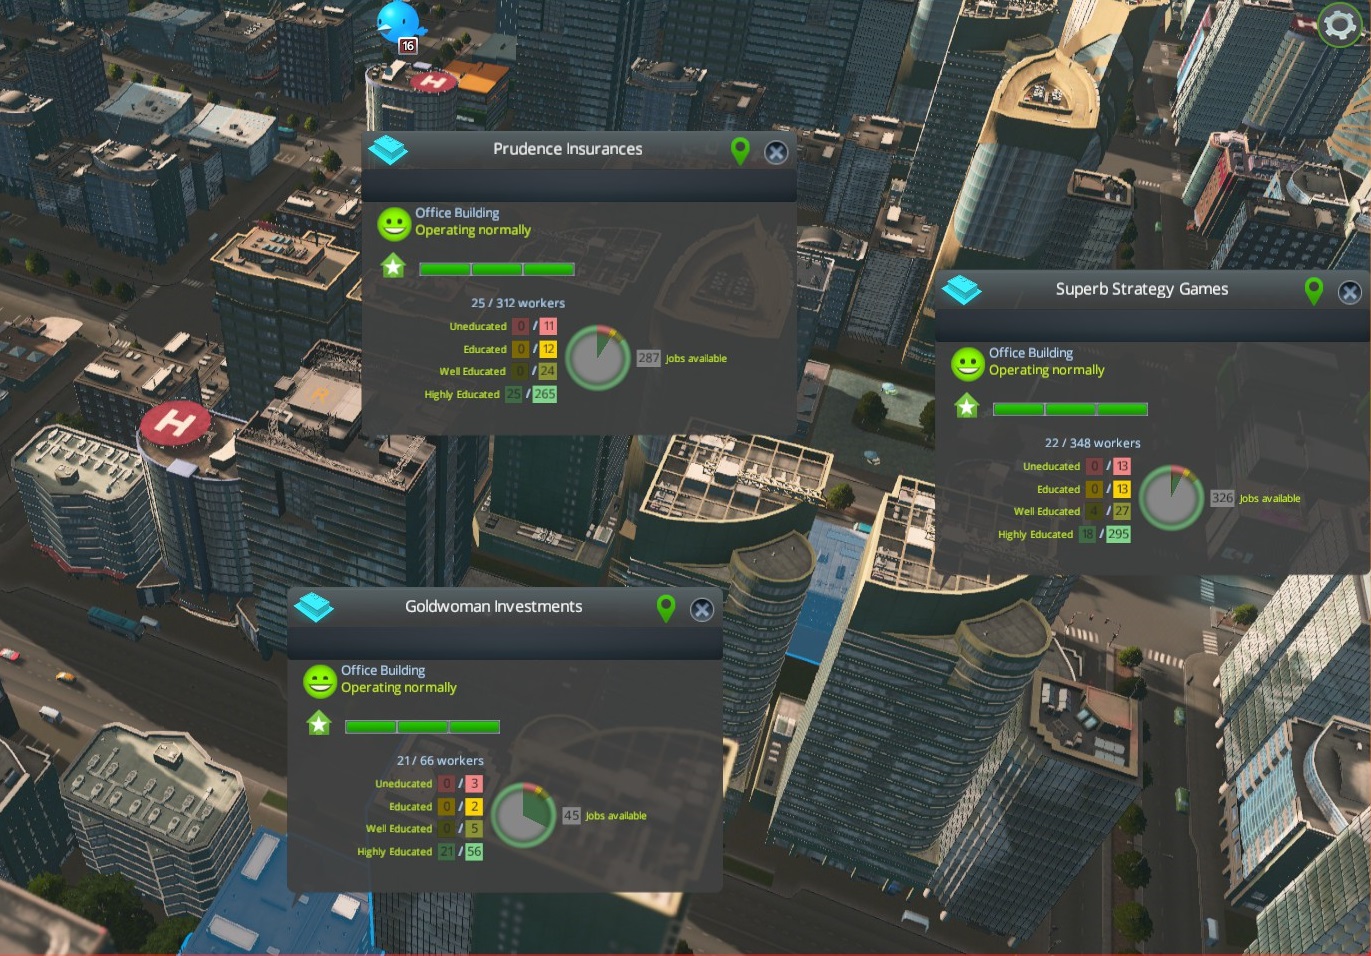 16
H
Prudence Insurances
Office Building
Operating normally
25 / 312 workers
Uneducated 0 / 11
Educated 0 / 12
Well Educated 0 / 24
Highly Educated 25 / 265
287 Jobs available
Superb Strategy Games
Office Building
Operating normally
22 / 348 workers
Uneducated 0 / 13
Educated 0 / 13
Well Educated 4 / 27
Highly Educated 18 / 295
326 Jobs available
H
Goldwoman Investments
Office Building
Operating normally
21 / 66 workers
Uneducated 0 / 3
Educated 0 / 2
Well Educated 0 / 5
Highly Educated 21 / 56
45 Jobs available